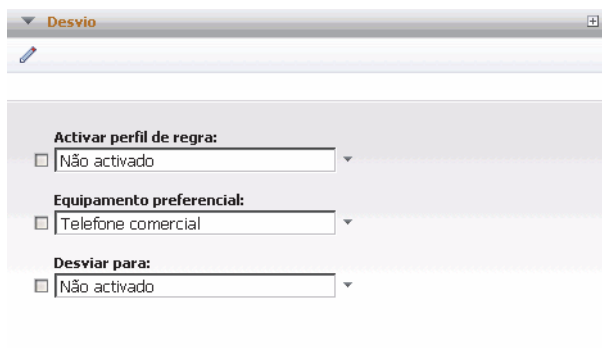 Desvio
Activar perfil de regra:
Não activado
Equipamento preferencial:
Telefone comercial
Desviar para:
Não activado